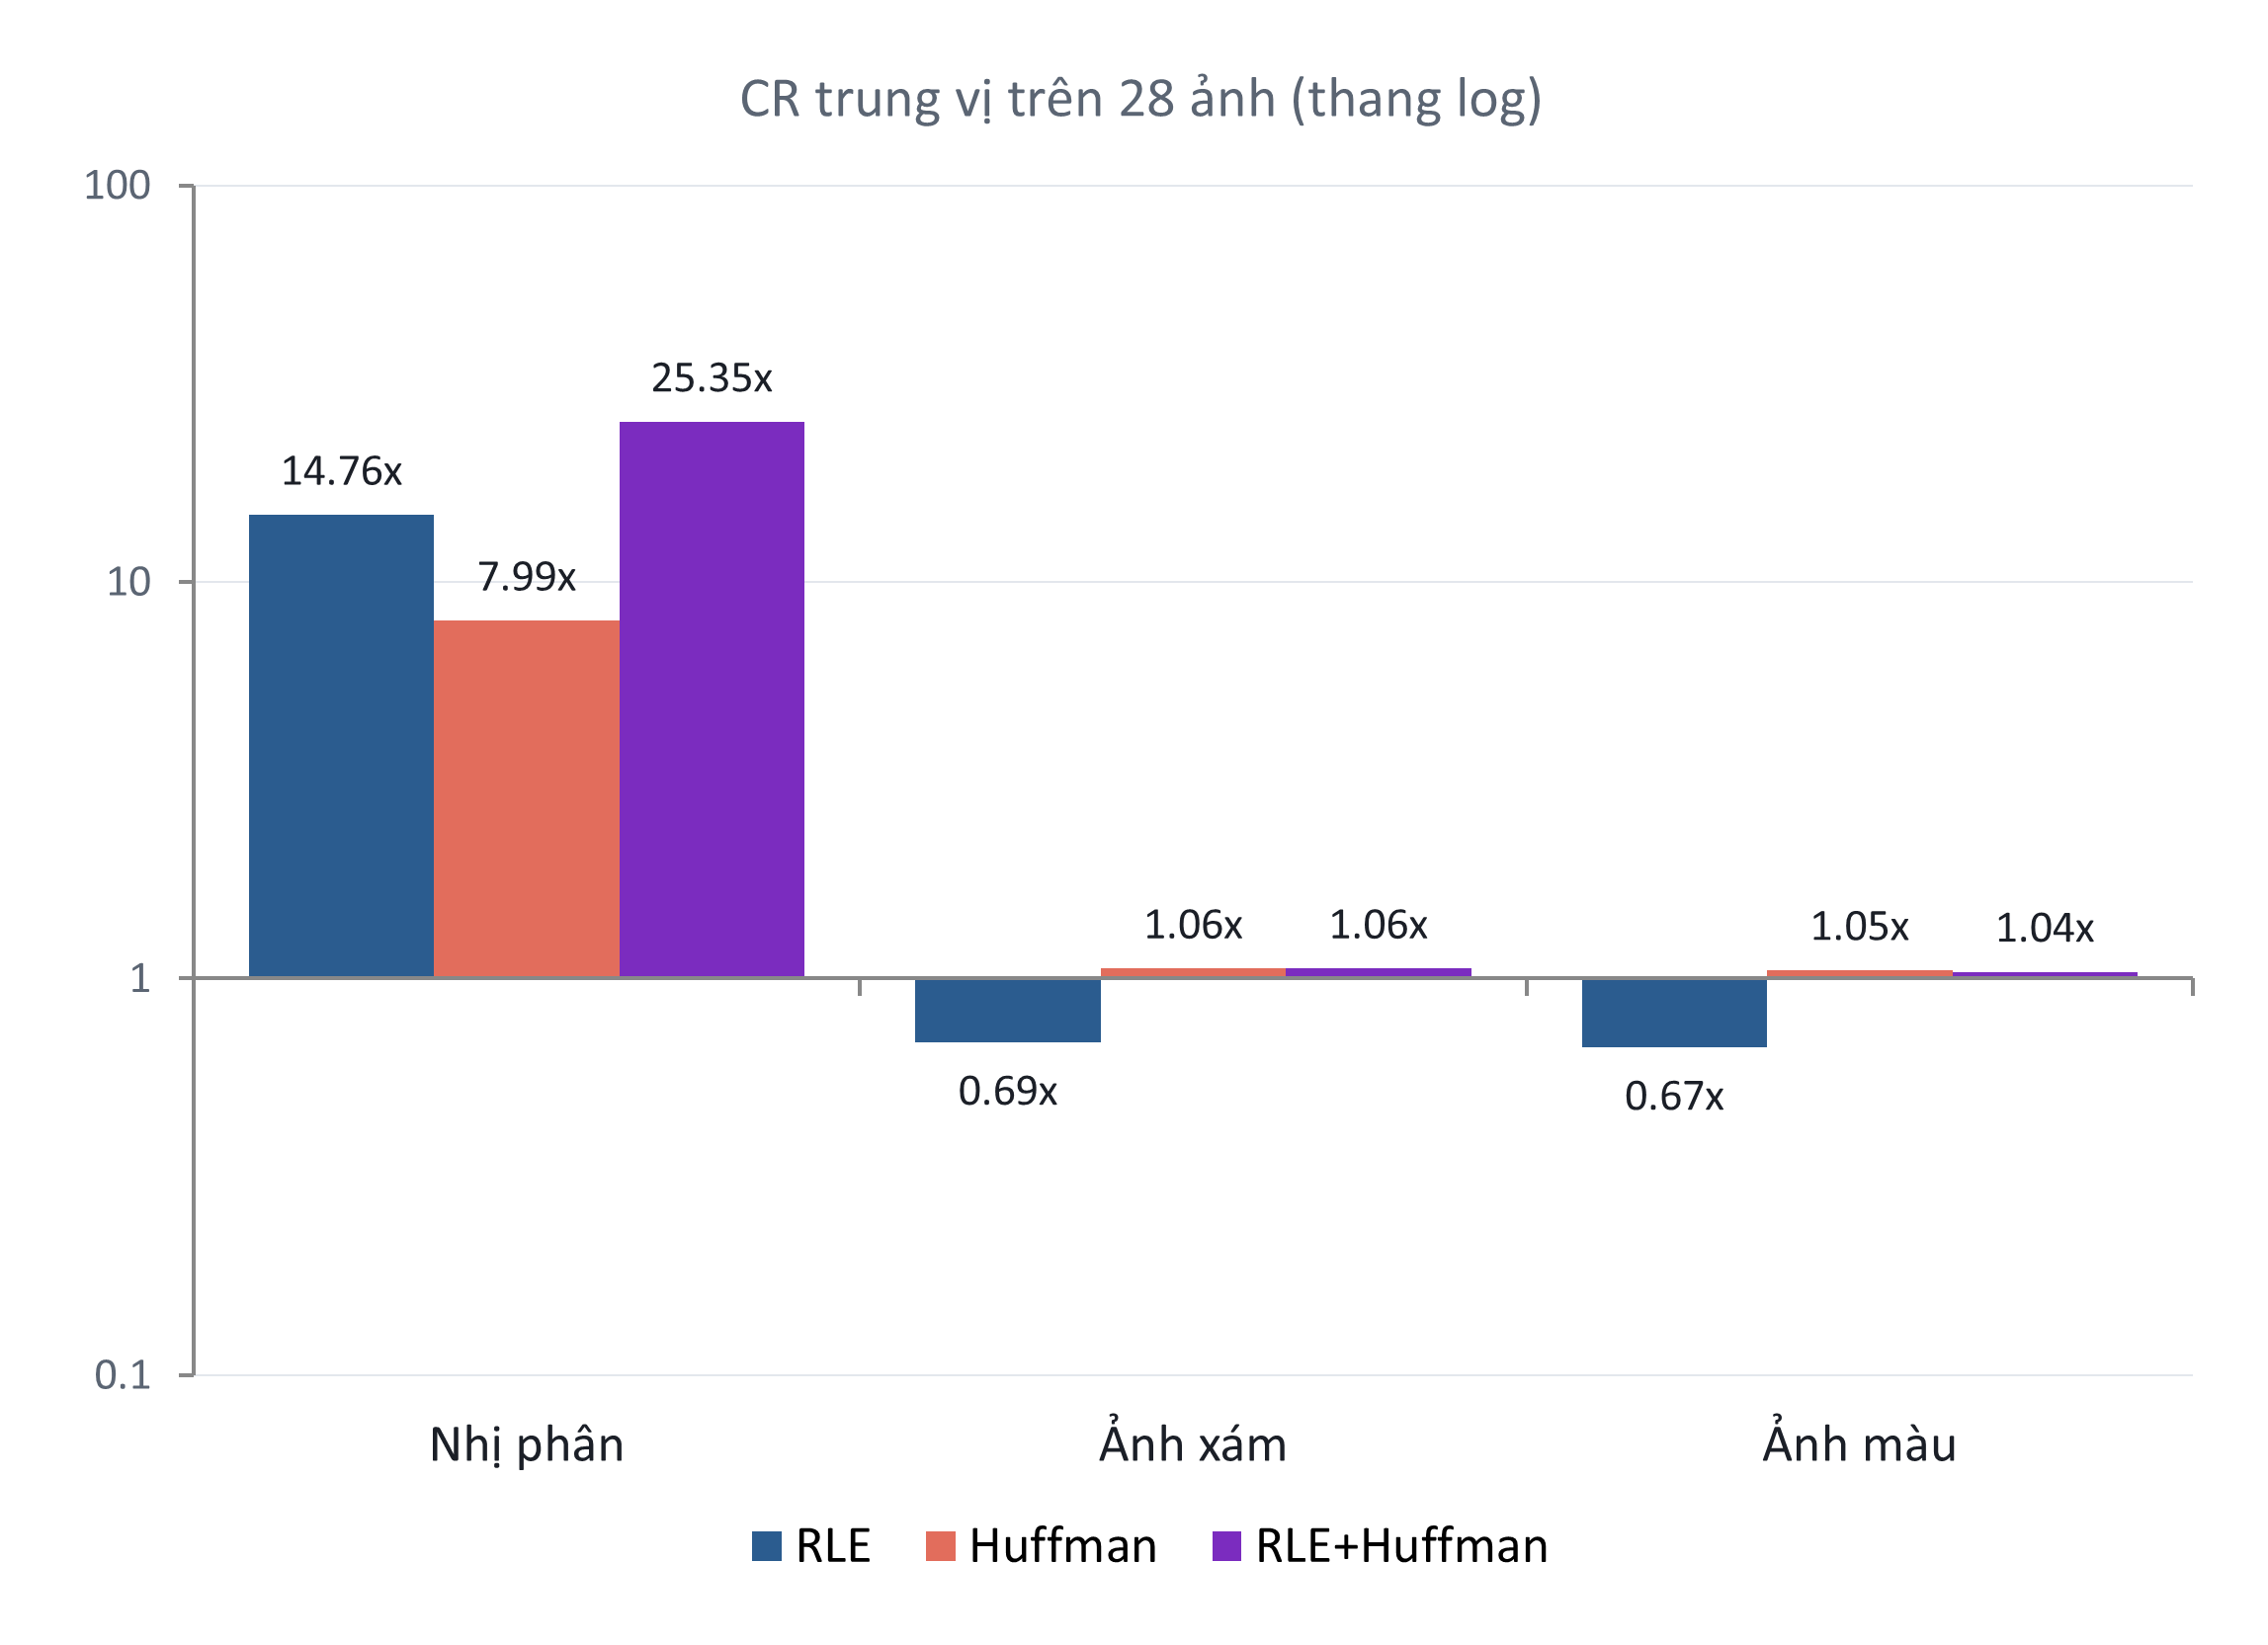 CR trung vị trên 28 ảnh (thang log)
100
25.35x
14.76x
10
7.99x
1.06x
1.06x
1.05x
1.04x
1
0.69x
0.67x
0.1
Nhị phân
Ảnh xám
Ảnh màu
RLE
Huffman
RLE+Huffman